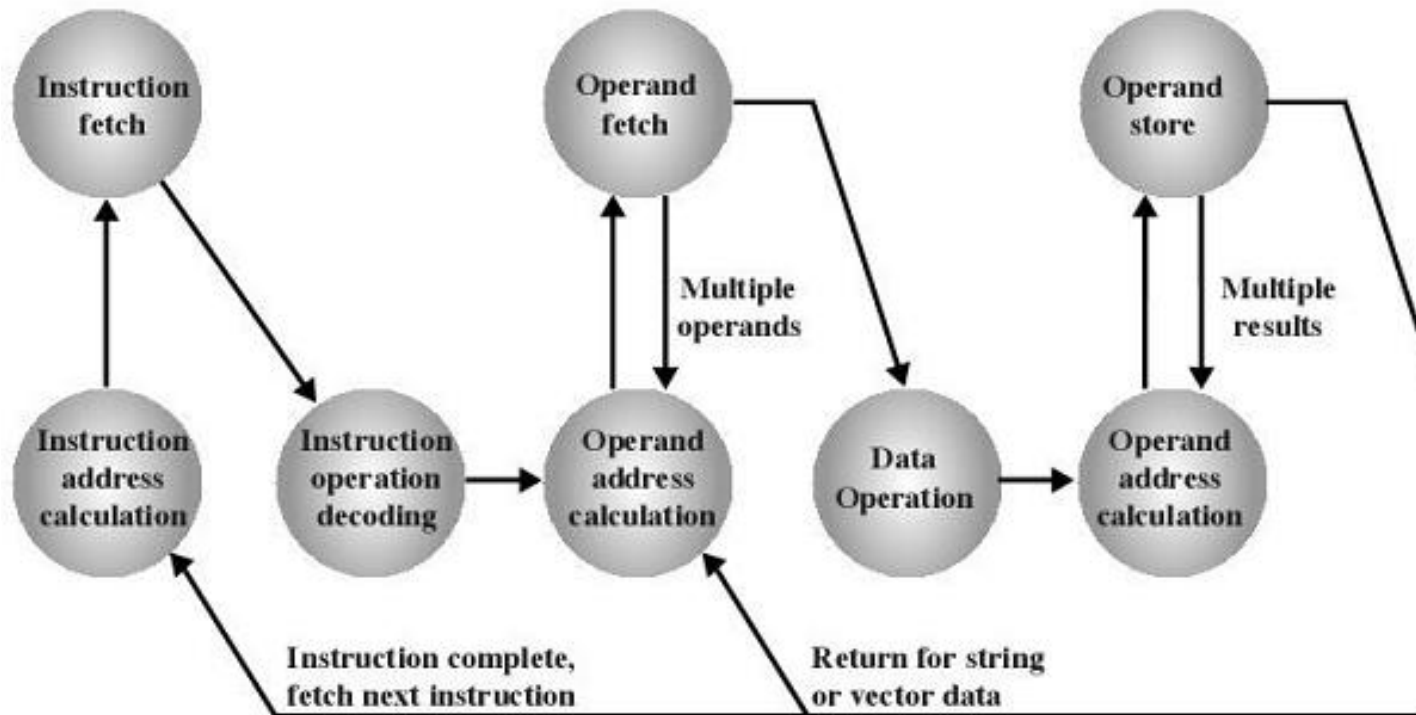 Instruction
fetch
Operand
fetch
Operand
store
Multiple
operands
Multiple
results
Instruction
address
calculation
Instruction
operation
decoding
Operand
address
calculation
Data
Operation
Operand
address
calculation
Instruction complete,
fetch next instruction
Return for string
or vector data